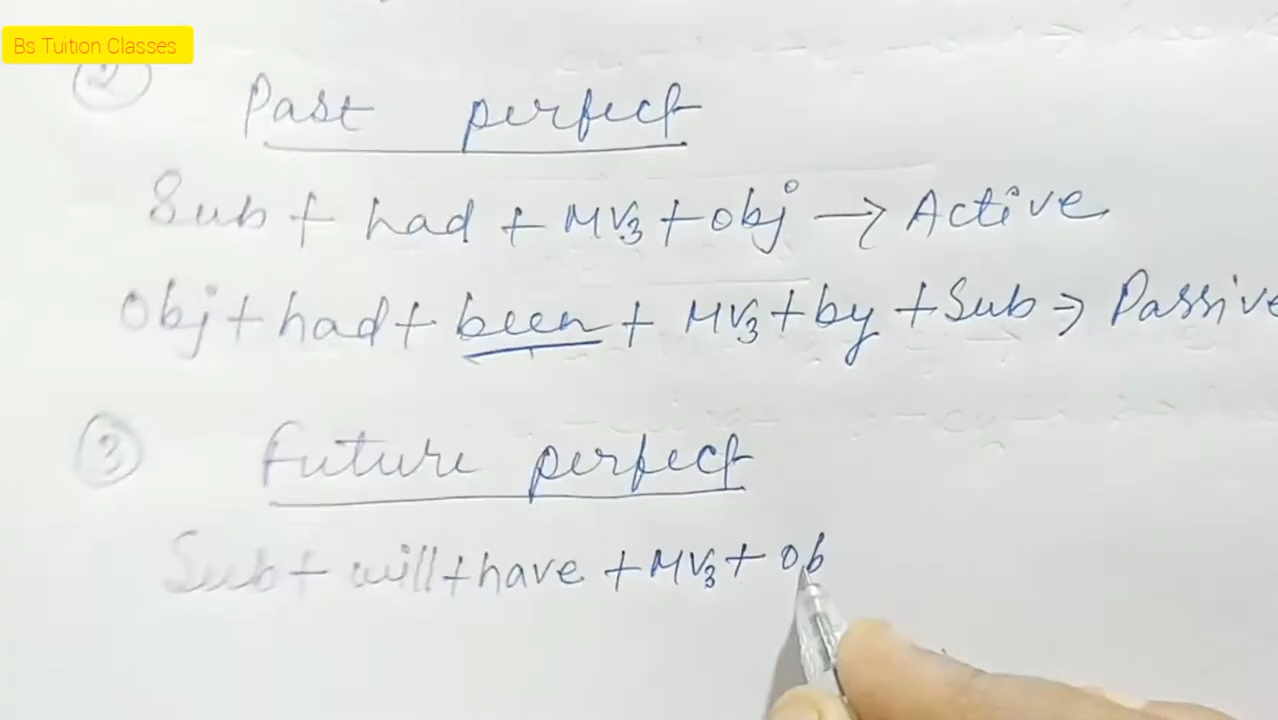 Bs Tuition Classes
② Past perfect
Sub + had + MV3 + obj → Active
Obj + had + been + MV3 + by + Sub → Passive
③ Future perfect
Sub + will + have + MV3 + Ob